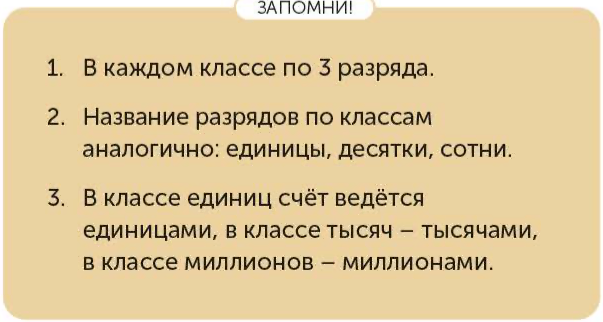 ЗАПОМНИ!
1. В каждом классе по 3 разряда.
2. Название разрядов по классам
аналогично: единицы, десятки, сотни.
3. В классе единиц счёт ведётся
единицами, в классе тысяч – тысячами,
в классе миллионов – миллионами.